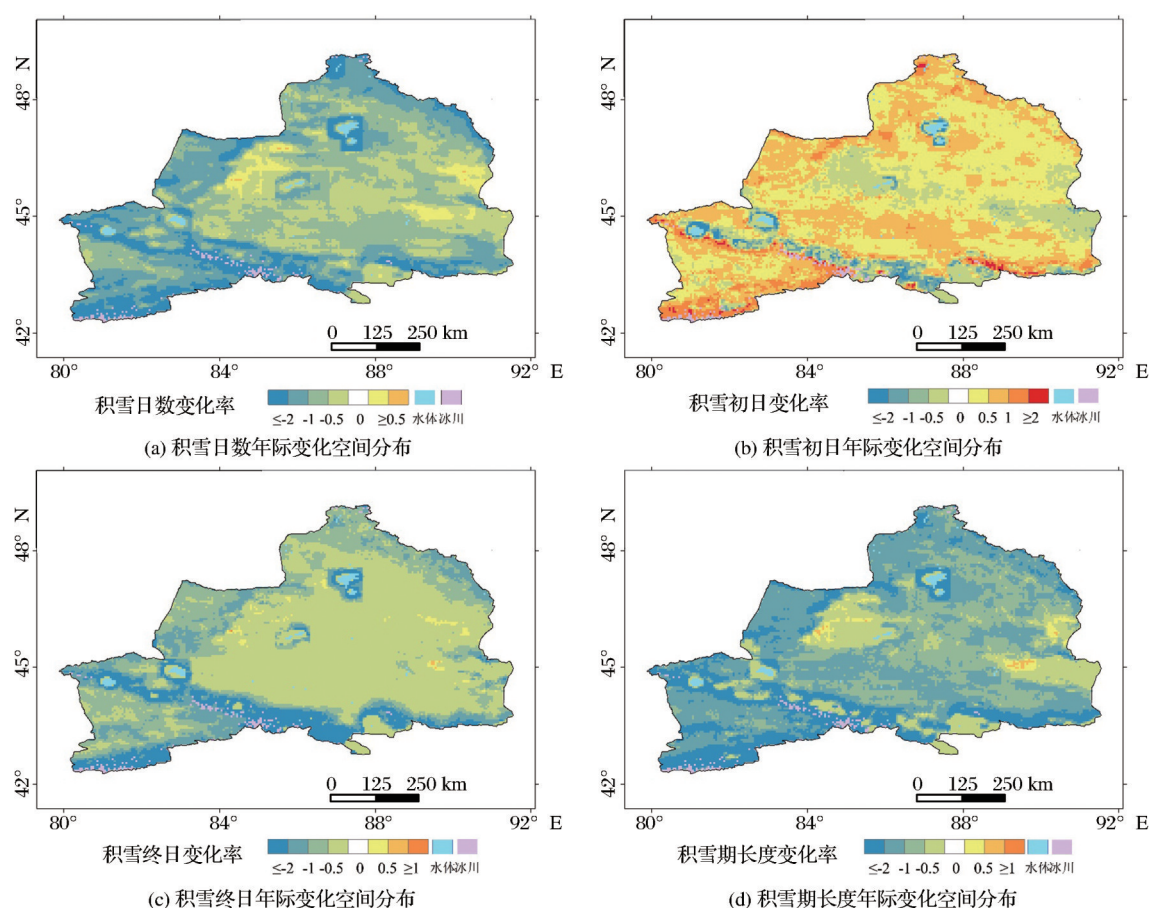 48° N
45°
42°
0 125 250 km
80° 84° 88° 92° E
积雪日数变化率
≤-2 -1 -0.5 0 ≥0.5 水体 冰川
(a) 积雪日数年际变化空间分布
48° N
45°
42°
0 125 250 km
80° 84° 88° 92° E
积雪初日变化率
≤-2 -1 -0.5 0 0.5 1 ≥2 水体 冰川
(b) 积雪初日年际变化空间分布
48° N
45°
42°
0 125 250 km
80° 84° 88° 92° E
积雪终日变化率
≤-2 -1 -0.5 0 0.5 ≥1 水体 冰川
(c) 积雪终日年际变化空间分布
48° N
45°
42°
0 125 250 km
80° 84° 88° 92° E
积雪期长度变化率
≤-2 -1 -0.5 0 0.5 ≥1 水体 冰川
(d) 积雪期长度年际变化空间分布